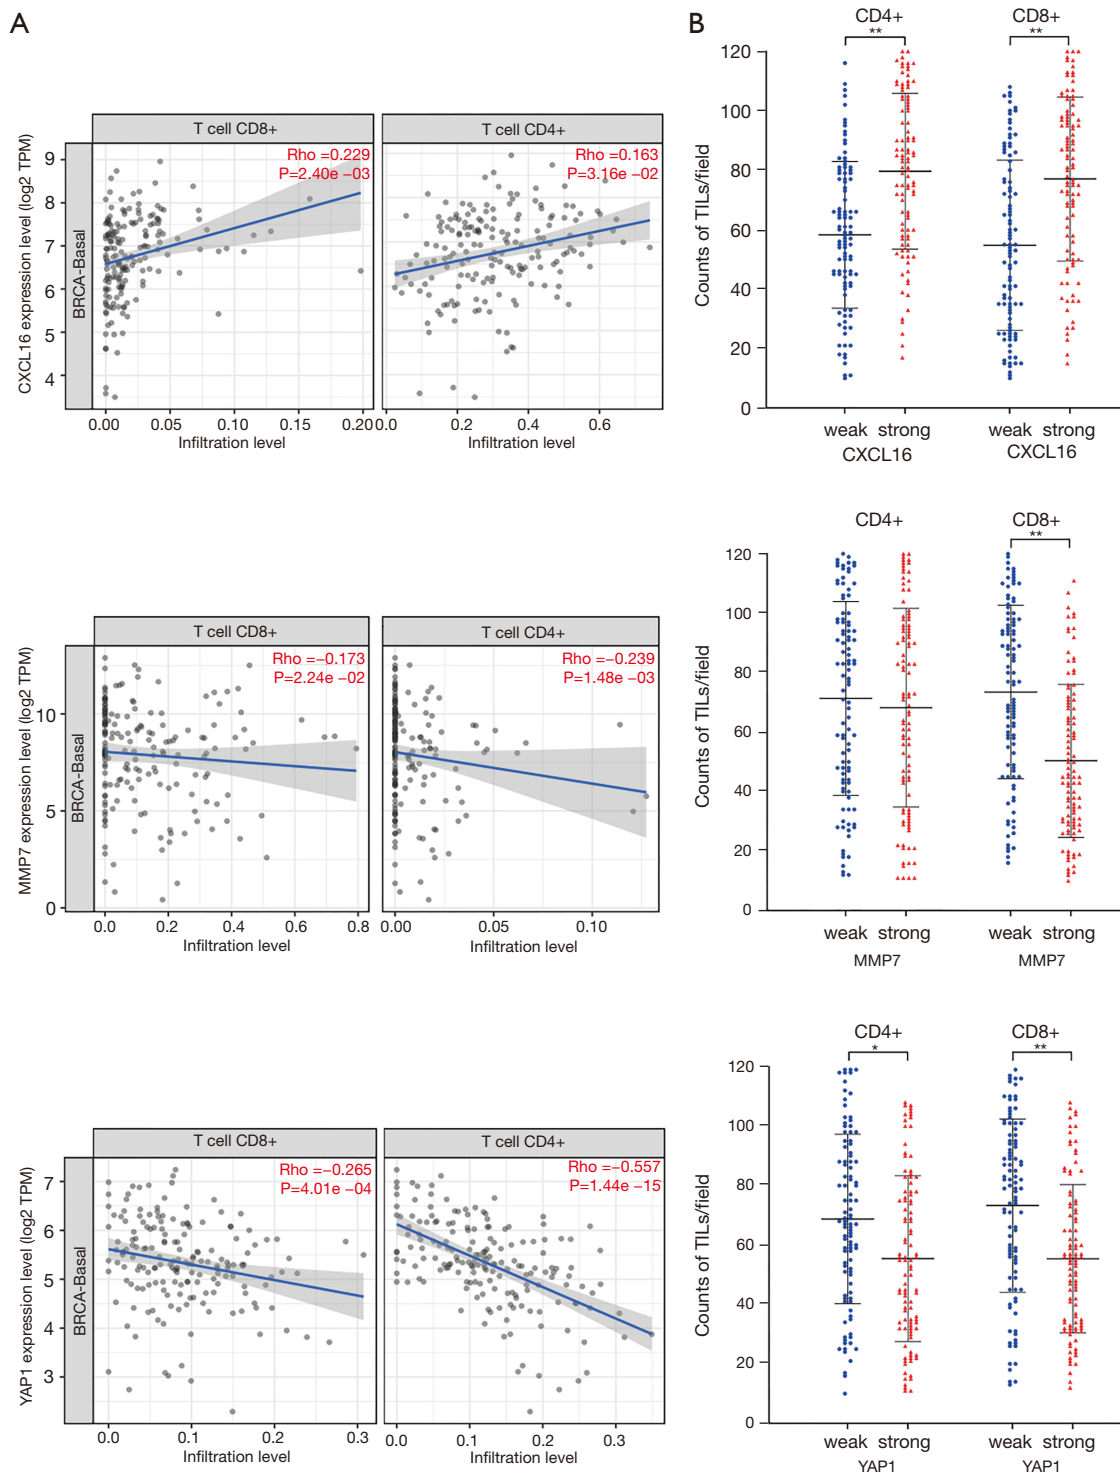 A
T cell CD8+
T cell CD4+
CXCL16 expression level (log2 TPM)
BRCA-Basal
Rho =0.229
P=2.40e −03
Rho =0.163
P=3.16e −02
9
8
7
6
5
4
0.00 0.05 0.10 0.15 0.20
0.0 0.2 0.4 0.6
Infiltration level
Infiltration level
T cell CD8+
T cell CD4+
MMP7 expression level (log2 TPM)
BRCA-Basal
Rho =−0.173
P=2.24e −02
Rho =−0.239
P=1.48e −03
10
5
0
0.0 0.2 0.4 0.6 0.8
0.00 0.05 0.10
Infiltration level
Infiltration level
T cell CD8+
T cell CD4+
YAP1 expression level (log2 TPM)
BRCA-Basal
Rho =−0.265
P=4.01e −04
Rho =−0.557
P=1.44e −15
7
6
5
4
3
0.0 0.1 0.2 0.3
0.0 0.1 0.2 0.3
Infiltration level
Infiltration level
B
CD4+
CD8+
**
**
Counts of TILs/field
120
100
80
60
40
20
0
weak strong
weak strong
CXCL16
CXCL16
CD4+
CD8+
**
Counts of TILs/field
120
100
80
60
40
20
0
weak strong
weak strong
MMP7
MMP7
CD4+
CD8+
*
**
Counts of TILs/field
120
100
80
60
40
20
0
weak strong
weak strong
YAP1
YAP1